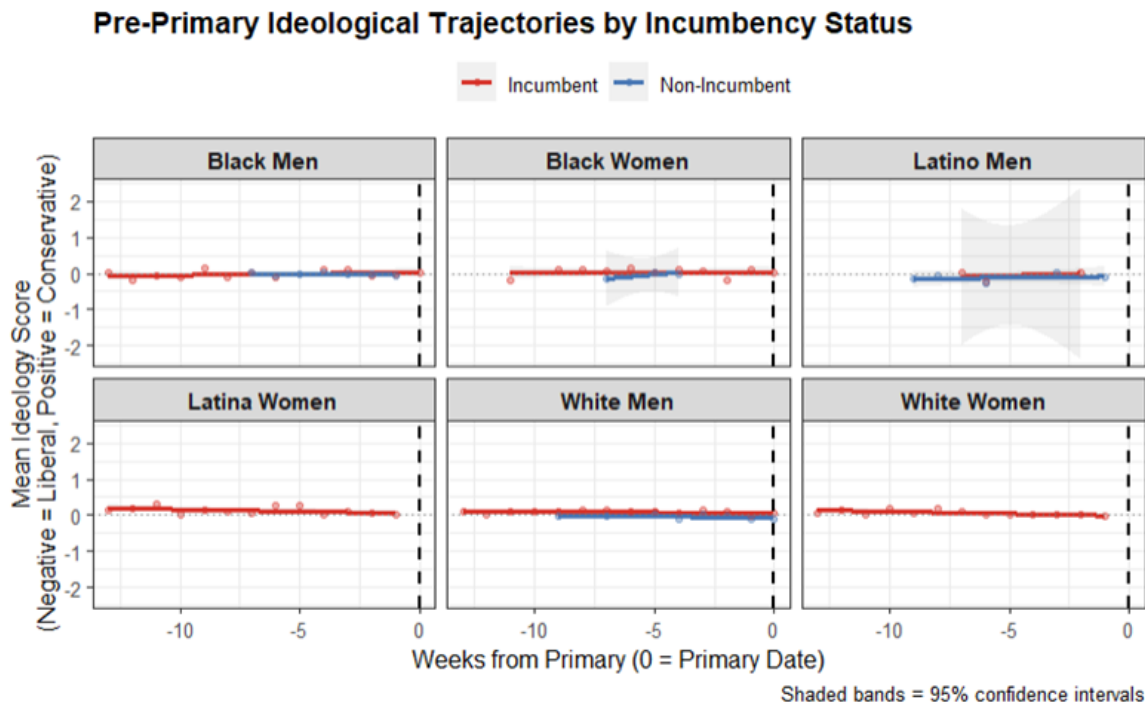 Pre-Primary Ideological Trajectories by Incumbency Status
Incumbent Non-Incumbent
Black Men Black Women Latino Men
2
1
0
-1
-2
Latina Women White Men White Women
2
1
0
-1
-2
-10 -5 0 -10 -5 0 -10 -5 0
Mean Ideology Score
(Negative = Liberal, Positive = Conservative)
Weeks from Primary (0 = Primary Date)
Shaded bands = 95% confidence intervals